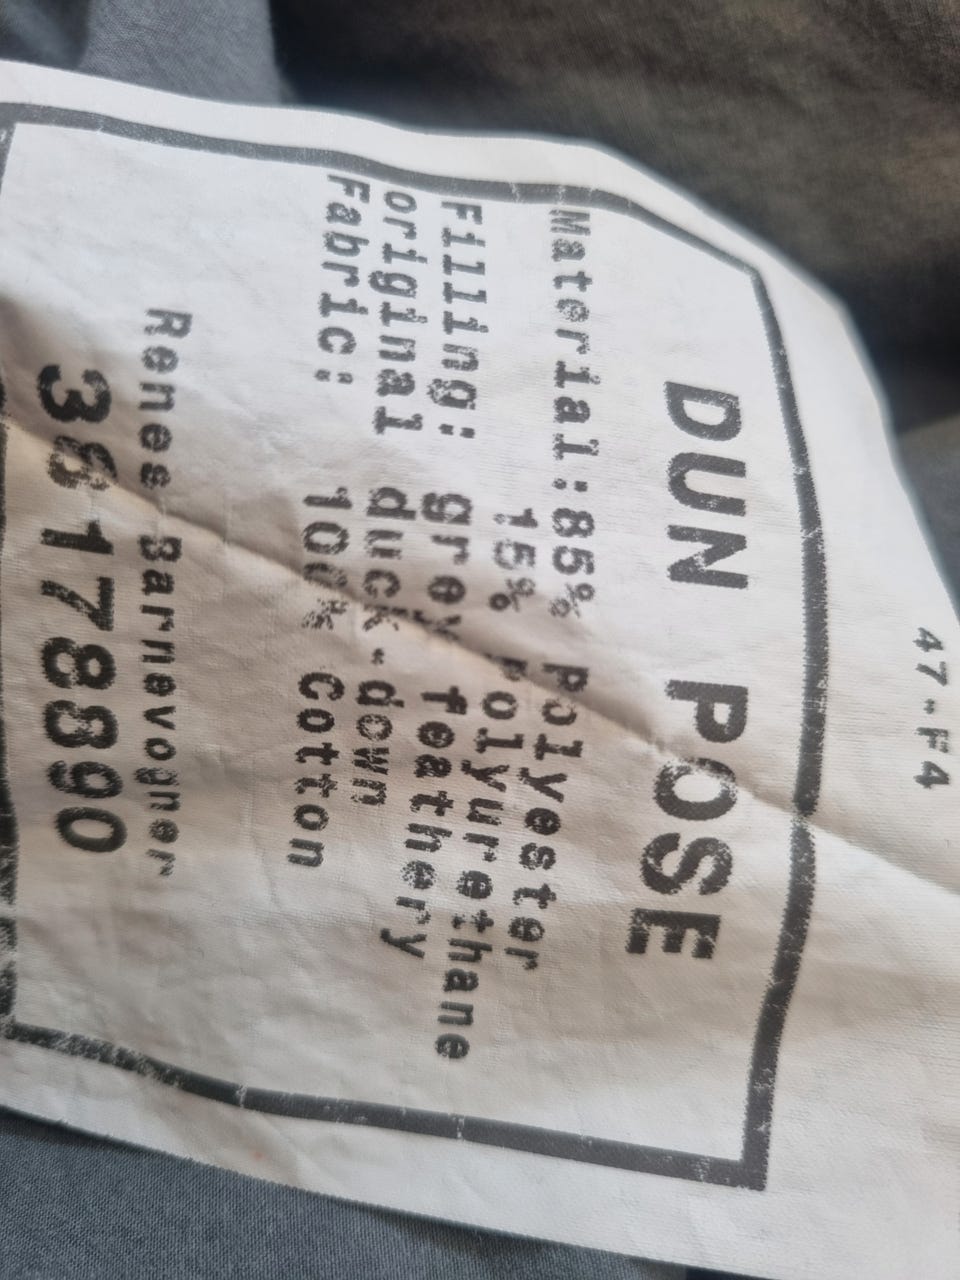 47-F4
DUN POSE
Material:85% Polyester
15% Polyurethane
Filling: grey feathery
original duck-down
Fabric: 100% Cotton
Renes Barnevogner
38178890